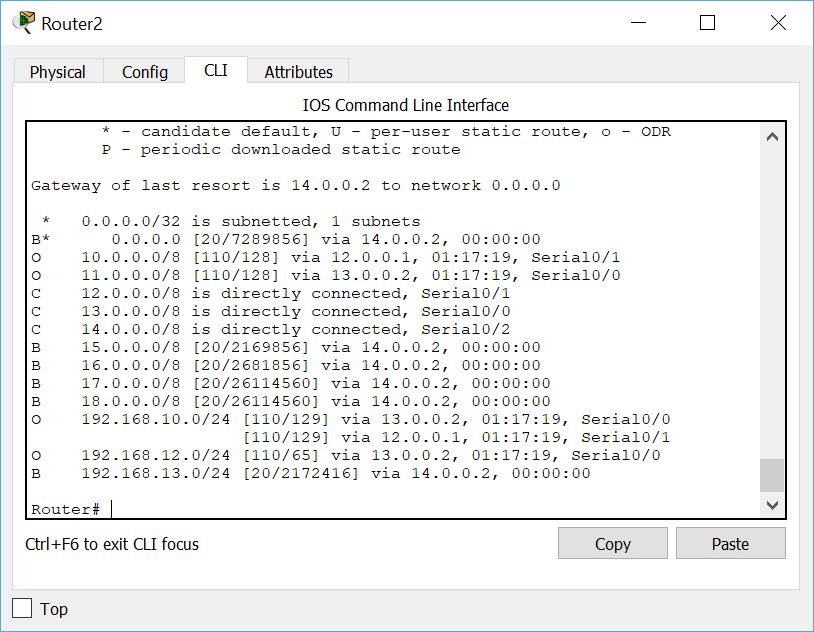 Router2
Physical Config CLI Attributes
IOS Command Line Interface
* - candidate default, U - per-user static route, o - ODR
P - periodic downloaded static route
Gateway of last resort is 14.0.0.2 to network 0.0.0.0
* 0.0.0.0/32 is subnetted, 1 subnets
B* 0.0.0.0 [20/7289856] via 14.0.0.2, 00:00:00
O 10.0.0.0/8 [110/128] via 12.0.0.1, 01:17:19, Serial0/1
O 11.0.0.0/8 [110/128] via 13.0.0.2, 01:17:19, Serial0/0
C 12.0.0.0/8 is directly connected, Serial0/1
C 13.0.0.0/8 is directly connected, Serial0/0
C 14.0.0.0/8 is directly connected, Serial0/2
B 15.0.0.0/8 [20/2169856] via 14.0.0.2, 00:00:00
B 16.0.0.0/8 [20/2681856] via 14.0.0.2, 00:00:00
B 17.0.0.0/8 [20/26114560] via 14.0.0.2, 00:00:00
B 18.0.0.0/8 [20/26114560] via 14.0.0.2, 00:00:00
O 192.168.10.0/24 [110/129] via 13.0.0.2, 01:17:19, Serial0/0
[110/129] via 12.0.0.1, 01:17:19, Serial0/1
O 192.168.12.0/24 [110/65] via 13.0.0.2, 01:17:19, Serial0/0
B 192.168.13.0/24 [20/2172416] via 14.0.0.2, 00:00:00
Router#
Ctrl+F6 to exit CLI focus
Copy
Paste
Top